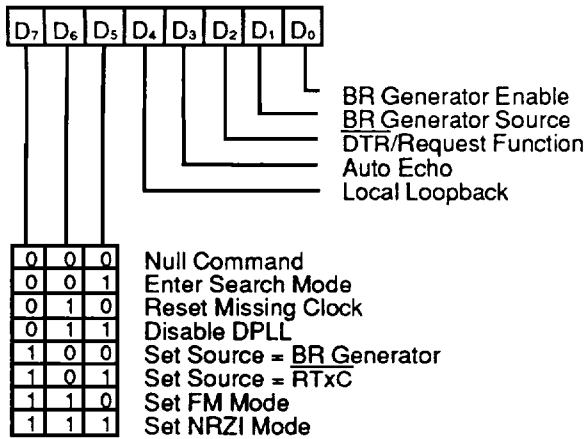 D₇ D₆ D₅ D₄ D₃ D₂ D₁ D₀
BR Generator Enable
BR Generator Source
DTR/Request Function
Auto Echo
Local Loopback
0 0 0 Null Command
0 0 1 Enter Search Mode
0 1 0 Reset Missing Clock
0 1 1 Disable DPLL
1 0 0 Set Source = BR Generator
1 0 1 Set Source = RTxC
1 1 0 Set FM Mode
1 1 1 Set NRZI Mode